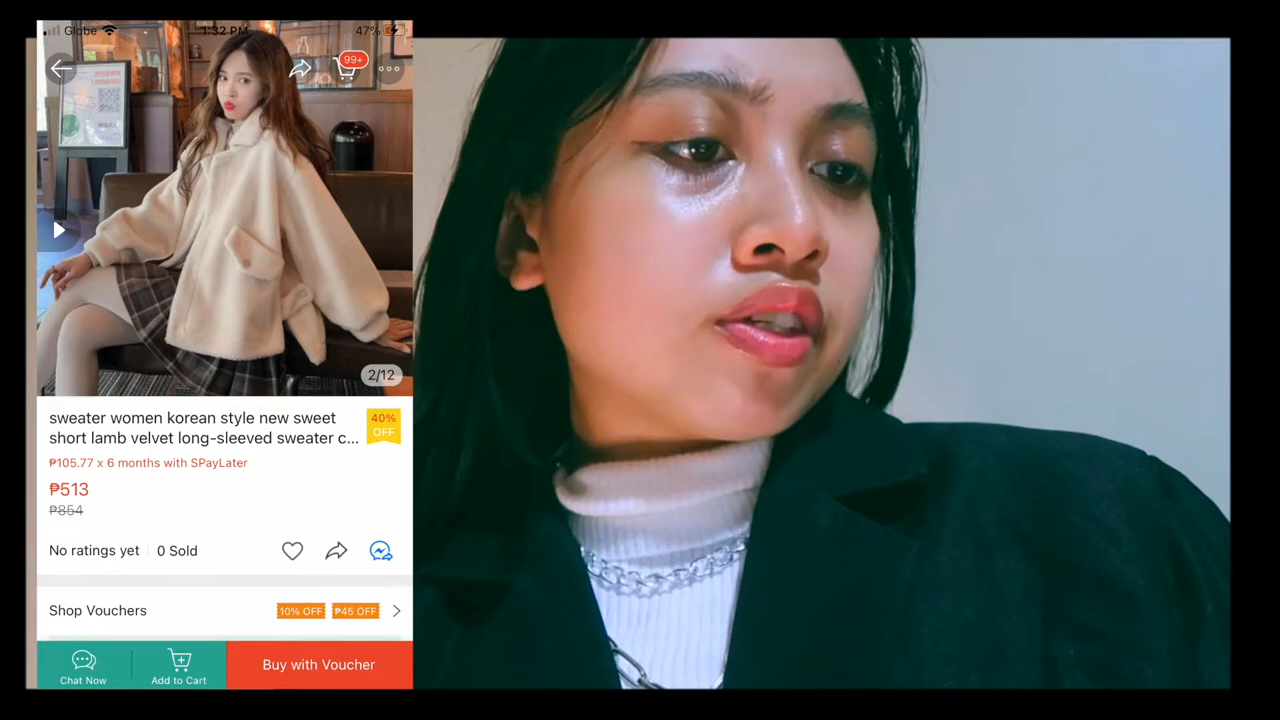 Globe 1:32 PM 47%
99+
2/12
sweater women korean style new sweet
short lamb velvet long-sleeved sweater c...
40%
OFF
₱105.77 x 6 months with SPayLater
₱513
₱854
No ratings yet 0 Sold
Shop Vouchers 10% OFF ₱45 OFF
Chat Now Add to Cart Buy with Voucher